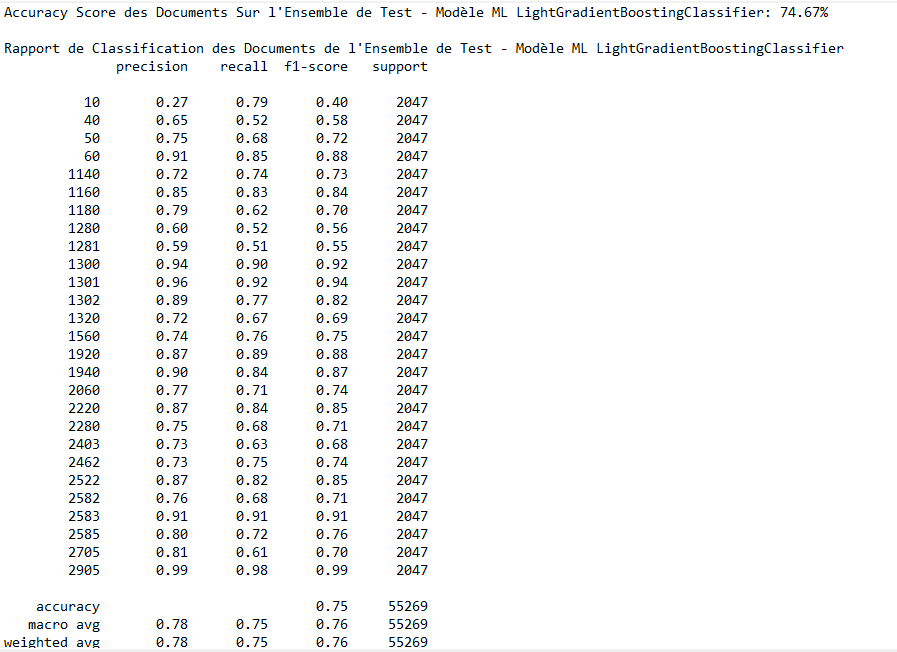 Accuracy Score des Documents Sur l'Ensemble de Test - Modèle ML LightGradientBoostingClassifier: 74.67%
Rapport de Classification des Documents de l'Ensemble de Test - Modèle ML LightGradientBoostingClassifier
precision recall f1-score support
10 0.27 0.79 0.40 2047
40 0.65 0.52 0.58 2047
50 0.75 0.68 0.72 2047
60 0.91 0.85 0.88 2047
1140 0.72 0.74 0.73 2047
1160 0.85 0.83 0.84 2047
1180 0.79 0.62 0.70 2047
1280 0.60 0.52 0.56 2047
1281 0.59 0.51 0.55 2047
1300 0.94 0.90 0.92 2047
1301 0.96 0.92 0.94 2047
1302 0.89 0.77 0.82 2047
1320 0.72 0.67 0.69 2047
1560 0.74 0.76 0.75 2047
1920 0.87 0.89 0.88 2047
1940 0.90 0.84 0.87 2047
2060 0.77 0.71 0.74 2047
2220 0.87 0.84 0.85 2047
2280 0.75 0.68 0.71 2047
2403 0.73 0.63 0.68 2047
2462 0.73 0.75 0.74 2047
2522 0.87 0.82 0.85 2047
2582 0.76 0.68 0.71 2047
2583 0.91 0.91 0.91 2047
2585 0.80 0.72 0.76 2047
2705 0.81 0.61 0.70 2047
2905 0.99 0.98 0.99 2047
accuracy 0.75 55269
macro avg 0.78 0.75 0.76 55269
weighted avg 0.78 0.75 0.76 55269